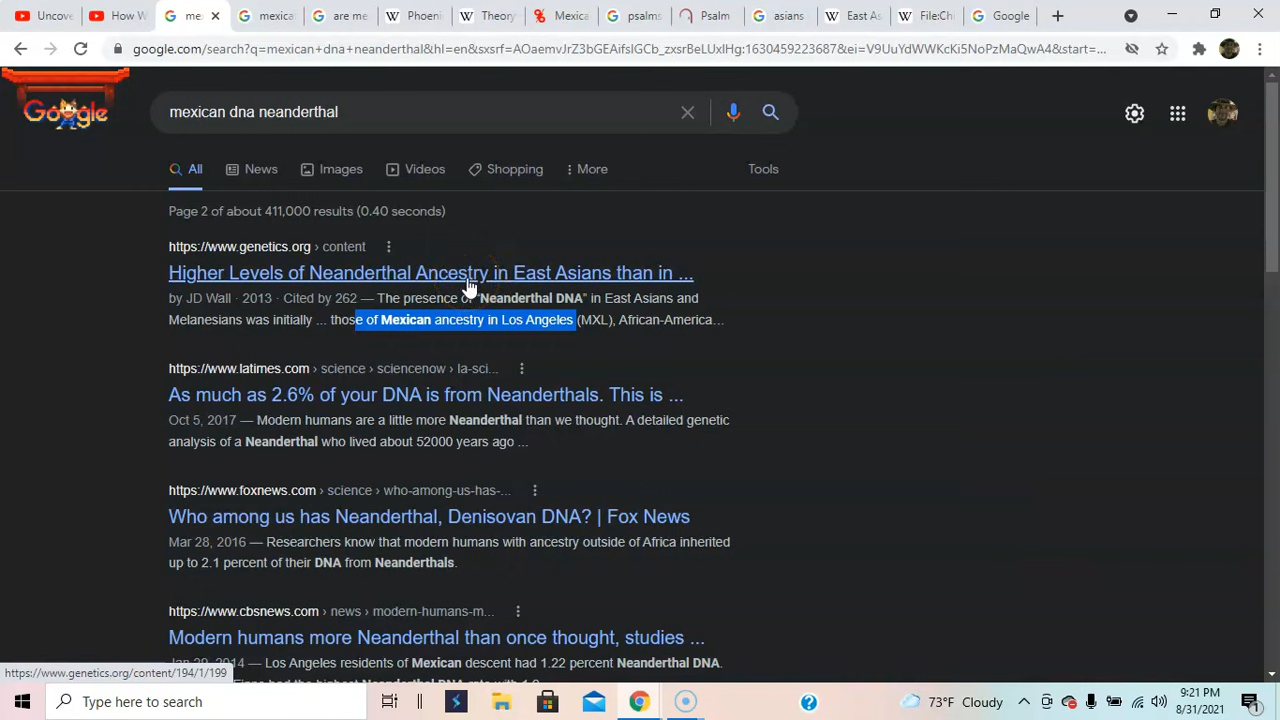 Uncov
How W
mex
mexica
are me
Phoeni
Theory
Mexica
psalms
Psalm
asians
East As
File:Chi
Google
google.com/search?q=mexican+dna+neanderthal&hl=en&sxsrf=AOaemvJrZ3bGEAifslGCb_zxsrBeLUxlHg:1630459223587&ei=V9UuYdWWKcKi5NoPzMaQwA4&start=...
Google
mexican dna neanderthal
All News Images Videos Shopping More Tools
Page 2 of about 411,000 results (0.40 seconds)
https://www.genetics.org › content
Higher Levels of Neanderthal Ancestry in East Asians than in ...
by JD Wall · 2013 · Cited by 262 — The presence of "Neanderthal DNA" in East Asians and
Melanesians was initially ... those of Mexican ancestry in Los Angeles (MXL), African-America...
https://www.latimes.com › science › sciencenow › la-sci...
As much as 2.6% of your DNA is from Neanderthals. This is ...
Oct 5, 2017 — Modern humans are a little more Neanderthal than we thought. A detailed genetic
analysis of a Neanderthal who lived about 52000 years ago ...
https://www.foxnews.com › science › who-among-us-has-...
Who among us has Neanderthal, Denisovan DNA? | Fox News
Mar 28, 2016 — Researchers know that modern humans with ancestry outside of Africa inherited
up to 2.1 percent of their DNA from Neanderthals.
https://www.cbsnews.com › news › modern-humans-m...
Modern humans more Neanderthal than once thought, studies ...
Jan 29, 2014 — Los Angeles residents of Mexican descent had 1.22 percent Neanderthal DNA.
https://www.genetics.org/content/194/1/199
Type here to search
73°F Cloudy
9:21 PM
8/31/2021